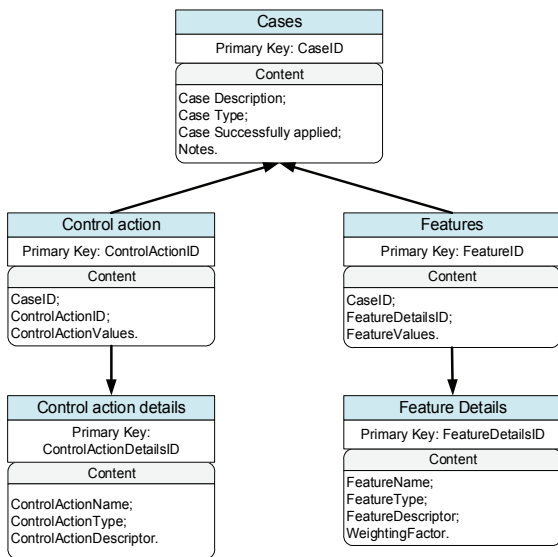 Cases
Primary Key: CaseID
Content
Case Description;
Case Type;
Case Successfully applied;
Notes.
Control action
Primary Key: ControlActionID
Content
CaseID;
ControlActionID;
ControlActionValues.
Features
Primary Key: FeatureID
Content
CaseID;
FeatureDetailsID;
FeatureValues.
Control action details
Primary Key:
ControlActionDetailsID
Content
ControlActionName;
ControlActionType;
ControlActionDescriptor.
Feature Details
Primary Key: FeatureDetailsID
Content
FeatureName;
FeatureType;
FeatureDescriptor;
WeightingFactor.